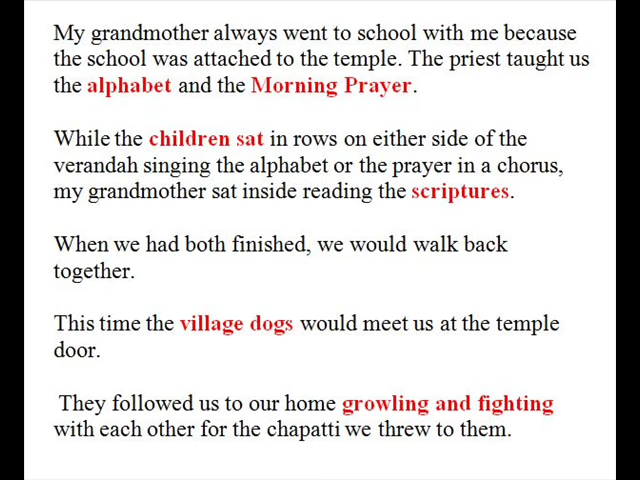 My grandmother always went to school with me because
the school was attached to the temple. The priest taught us
the alphabet and the Morning Prayer.
While the children sat in rows on either side of the
verandah singing the alphabet or the prayer in a chorus,
my grandmother sat inside reading the scriptures.
When we had both finished, we would walk back
together.
This time the village dogs would meet us at the temple
door.
They followed us to our home growling and fighting
with each other for the chapatti we threw to them.